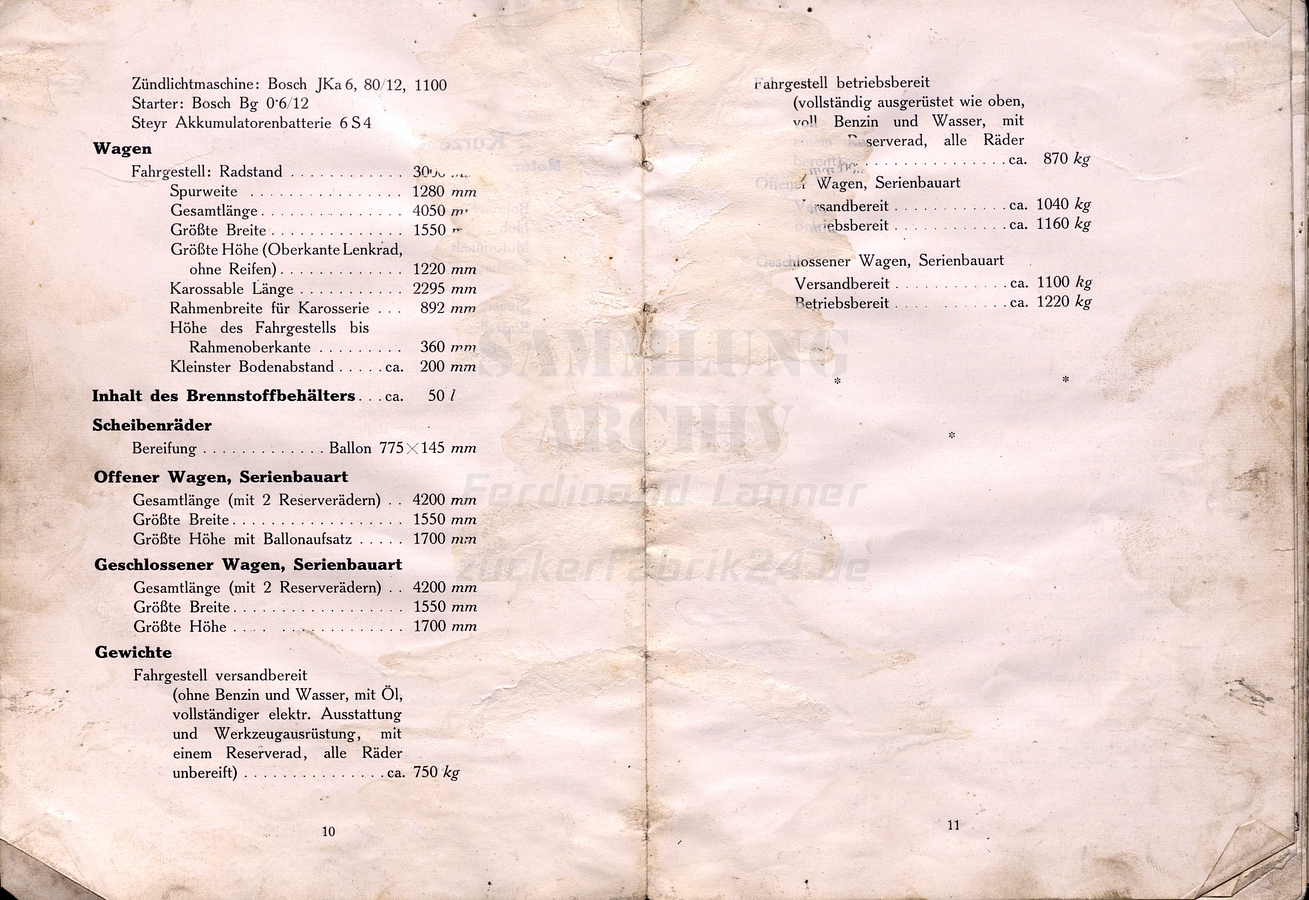 Zündlichtmaschine: Bosch JKa 6, 80/12, 1100
Starter: Bosch Bg 0·6/12
Steyr Akkumulatorenbatterie 6 S 4
Wagen
Fahrgestell: Radstand . . . . . . . . . . .
Spurweite . . . . . . . . . . . . . . 1280 mm
Gesamtlänge . . . . . . . . . . . . . . 4050
Größte Breite . . . . . . . . . . . . . 1550
Größte Höhe (Oberkante Lenkrad,
ohne Reifen) . . . . . . . . . . . . 1220 mm
Karossable Länge . . . . . . . . . . . 2295 mm
Rahmenbreite für Karosserie . . . 892 mm
Höhe des Fahrgestells bis
Rahmenoberkante . . . . . . . . . 360 mm
Kleinster Bodenabstand . . . . . ca. 200 mm
Inhalt des Brennstoffbehälters . . . ca. 50 l
Scheibenräder
Bereifung . . . . . . . . . . . . . Ballon 775×145 mm
Offener Wagen, Serienbauart
Gesamtlänge (mit 2 Reserverädern) . . 4200 mm
Größte Breite . . . . . . . . . . . . . . . . . . 1550 mm
Größte Höhe mit Ballonaufsatz . . . . . 1700 mm
Geschlossener Wagen, Serienbauart
Gesamtlänge (mit 2 Reserverädern) . . 4200 mm
Größte Breite . . . . . . . . . . . . . . . . . . 1550 mm
Größte Höhe . . . . . . . . . . . . . . . . 1700 mm
Gewichte
Fahrgestell versandbereit
(ohne Benzin und Wasser, mit Öl,
vollständiger elektr. Ausstattung
und Werkzeugausrüstung, mit
einem Reserverad, alle Räder
unbereift) . . . . . . . . . . . . . . . ca. 750 kg
10
Fahrgestell betriebsbereit
(vollständig ausgerüstet wie oben,
voll Benzin und Wasser, mit
einem Reserverad, alle Räder
bereift) . . . . . . . . . . . . . . . ca. 870 kg
Offener Wagen, Serienbauart
Versandbereit . . . . . . . . . . . . ca. 1040 kg
Betriebsbereit . . . . . . . . . . . . ca. 1160 kg
Geschlossener Wagen, Serienbauart
Versandbereit . . . . . . . . . . . . ca. 1100 kg
Betriebsbereit . . . . . . . . . . . . ca. 1220 kg
* *
*
11
SAMMLUNG
ARCHIV
Ferdinand Lanner
zuckerfabrik24.de